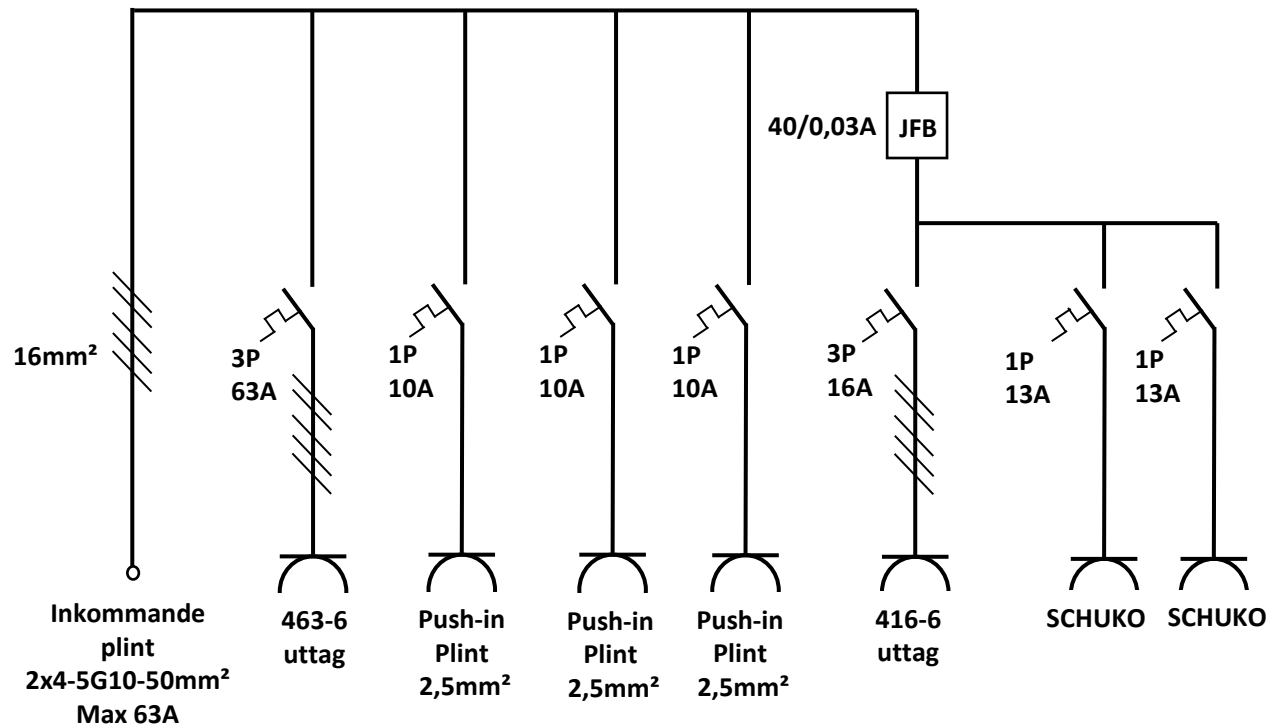 40/0,03A
JFB
16mm²
3P
63A
1P
10A
1P
10A
1P
10A
3P
16A
1P
13A
1P
13A
Inkommande
plint
2x4-5G10-50mm²
Max 63A
463-6
uttag
Push-in
Plint
2,5mm²
Push-in
Plint
2,5mm²
Push-in
Plint
2,5mm²
416-6
uttag
SCHUKO
SCHUKO